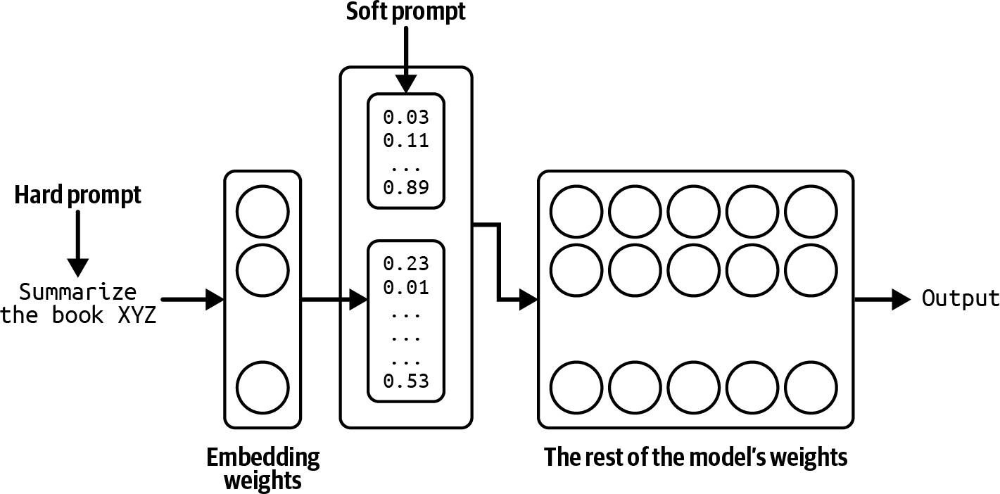 Soft prompt
0.03
0.11
...
0.89
Hard prompt
Summarize
the book XYZ
0.23
0.01
...
...
...
0.53
Output
Embedding
weights
The rest of the model's weights